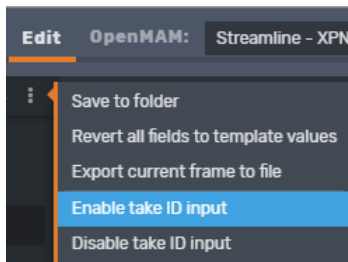 Edit OpenMAM: Streamline - XPN
Save to folder
Revert all fields to template values
Export current frame to file
Enable take ID input
Disable take ID input